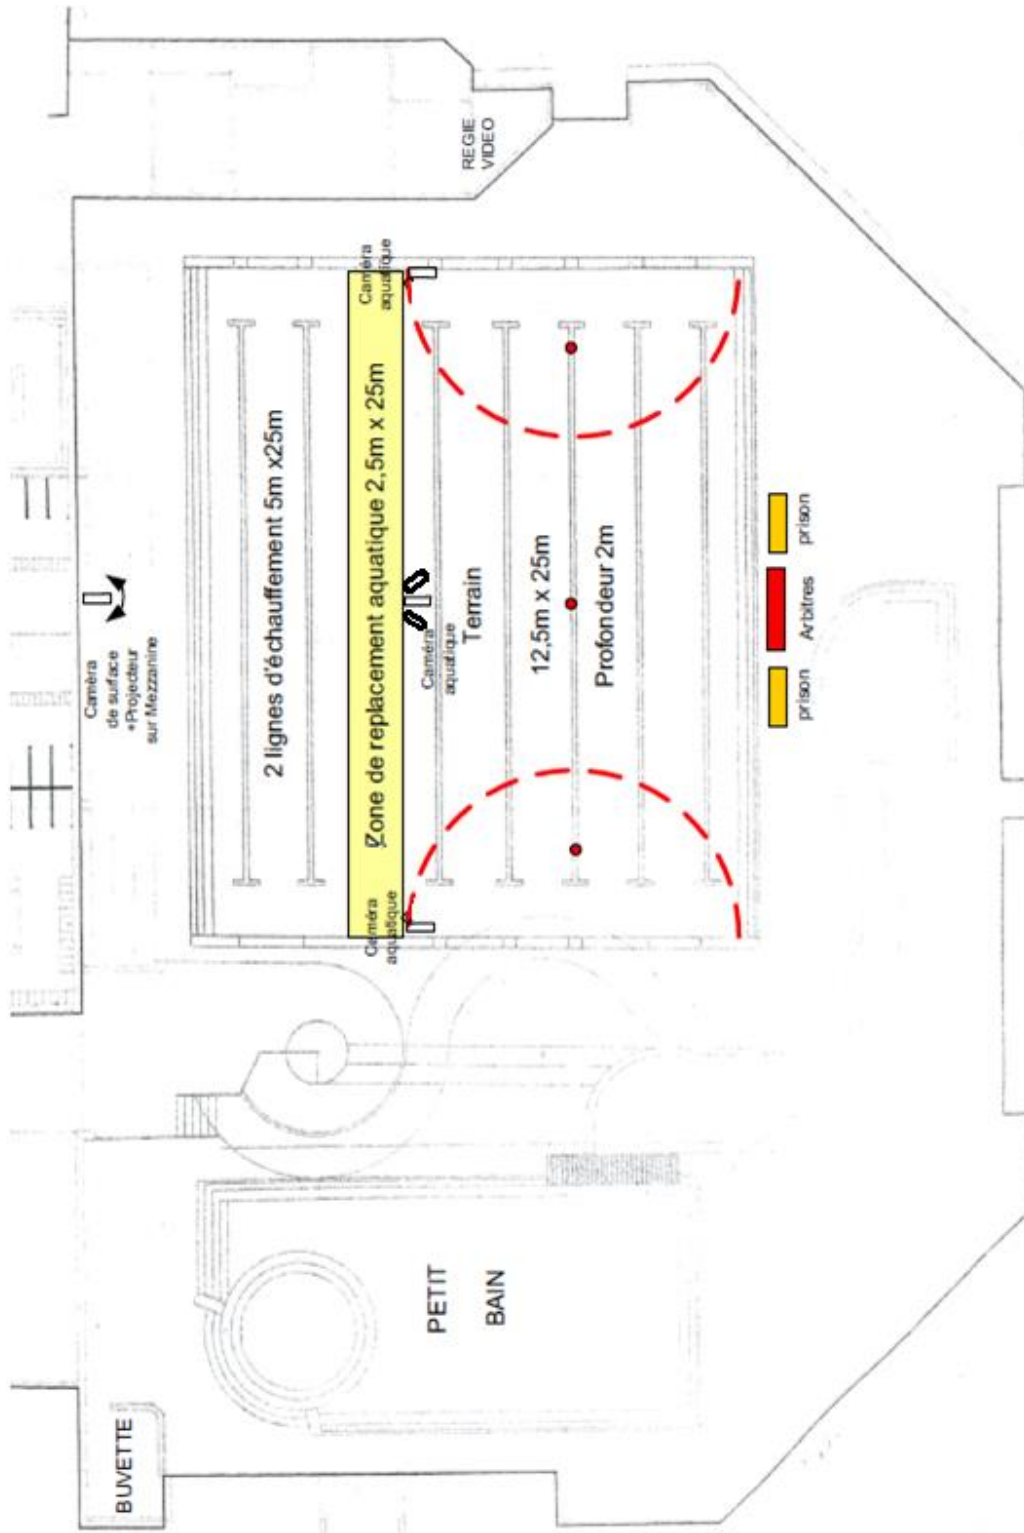 REGIE
VIDEO
Caméra
aquatique
Caméra
de surface
+Projecteur
sur Mezzanine
2 lignes d'échauffement 5m x25m
Zone de replacement aquatique 2,5m x 25m
Caméra
aquatique
Terrain
12,5m x 25m
Profondeur 2m
prison
Arbitres
prison
Caméra
aquatique
PETIT
BAIN
BUVETTE